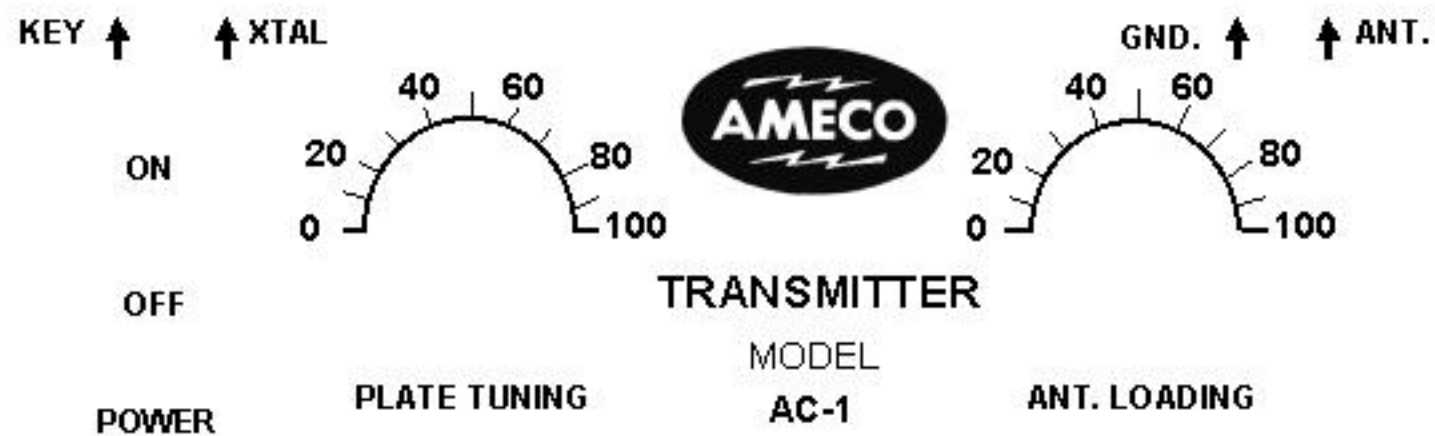 KEY XTAL GND. ANT.
40 60 AMECO 40 60
ON 20 80 20 80
0 100 0 100
OFF TRANSMITTER
MODEL
POWER PLATE TUNING AC-1 ANT. LOADING